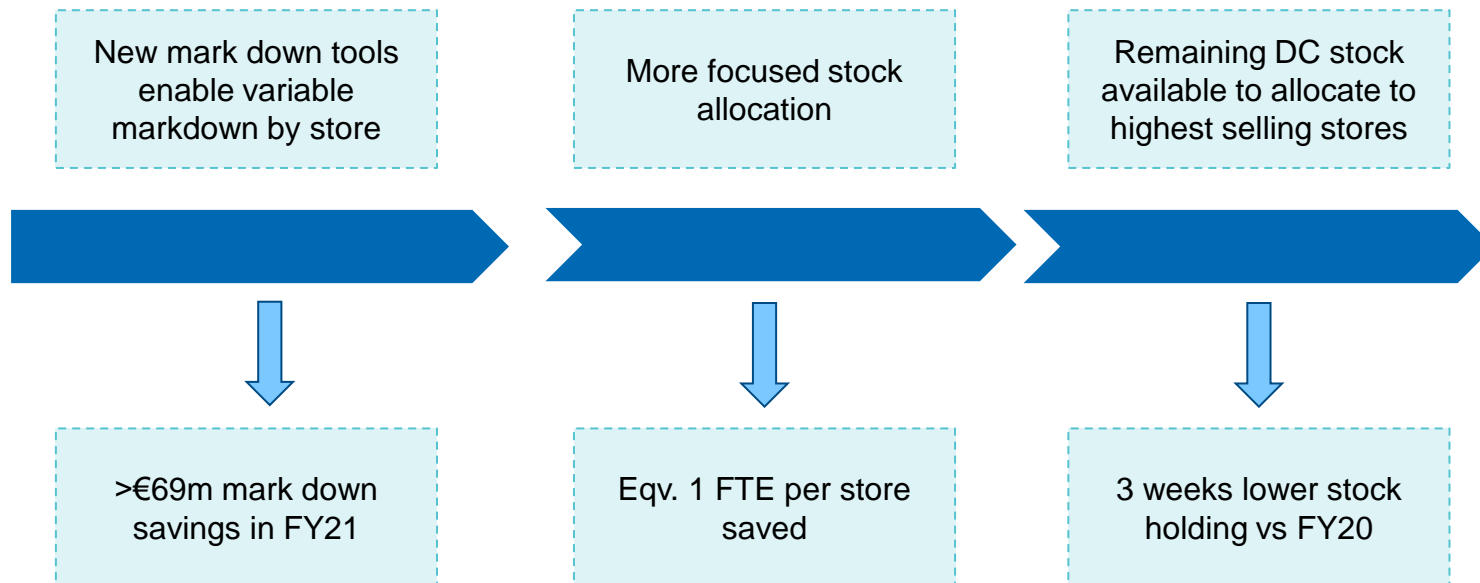 New mark down tools
enable variable
markdown by store
More focused stock
allocation
Remaining DC stock
available to allocate to
highest selling stores
>€69m mark down
savings in FY21
Eqv. 1 FTE per store
saved
3 weeks lower stock
holding vs FY20